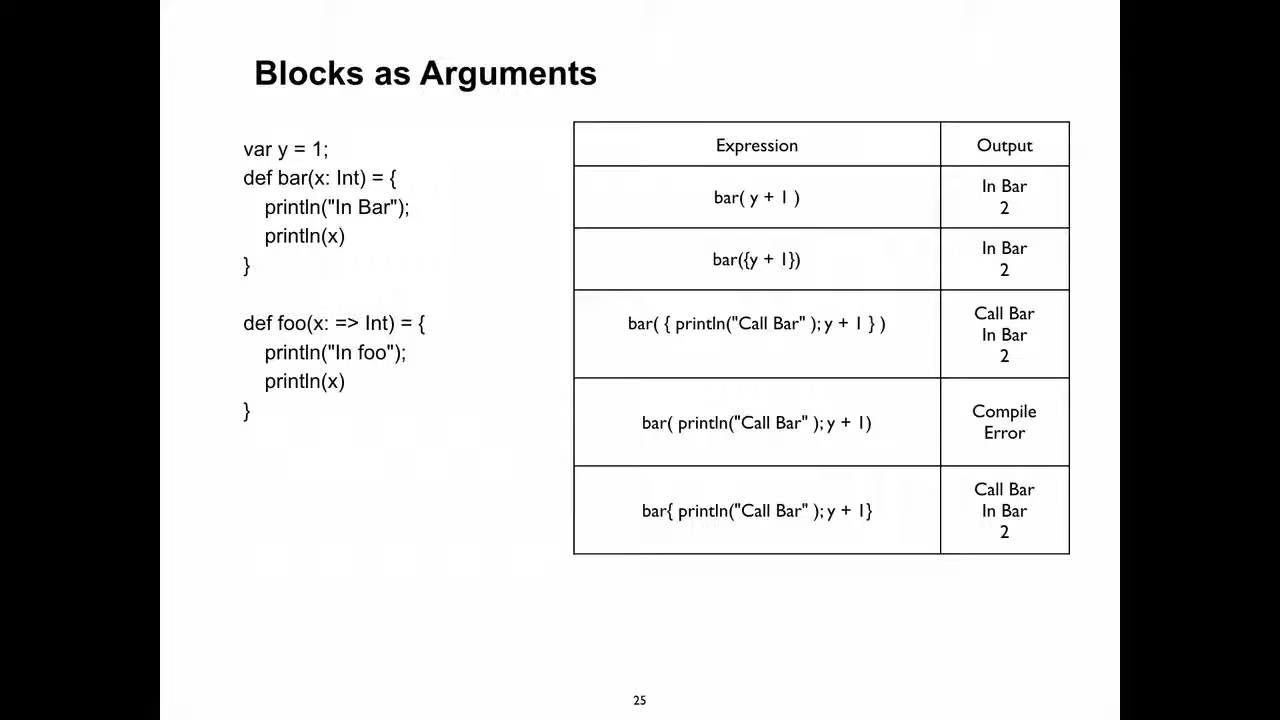 Blocks as Arguments
var y = 1;
def bar(x: Int) = {
println("In Bar");
println(x)
}
def foo(x: => Int) = {
println("In foo");
println(x)
}
Expression
Output
bar( y + 1 )
In Bar
2
bar({y + 1})
In Bar
2
bar( { println("Call Bar" ); y + 1 } )
Call Bar
In Bar
2
bar( println("Call Bar" ); y + 1)
Compile
Error
bar{ println("Call Bar" ); y + 1}
Call Bar
In Bar
2
25